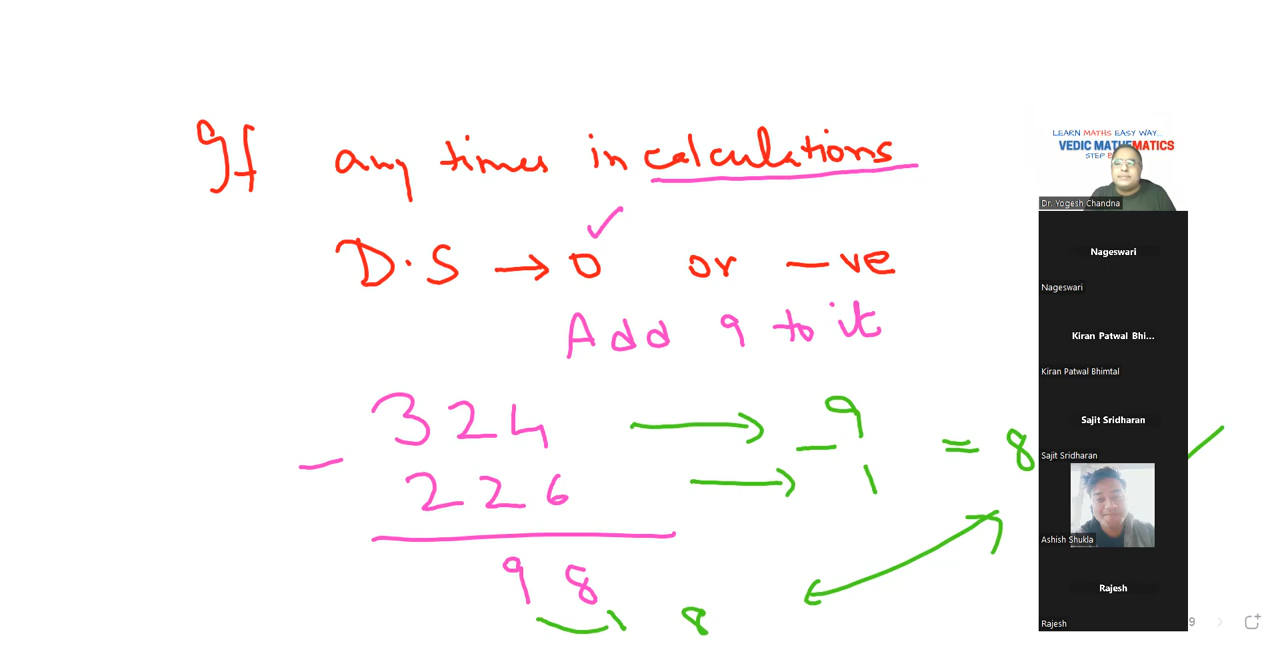 If any times in calculations
D.S → 0 ✓ or -ve
Add 9 to it
324 → 9
- 226 → - 1 = 8
98 8
LEARN MATHS EASY WAY...
VEDIC MATHEMATICS
STEP B
Dr. Yogesh Chandna
Nageswari
Nageswari
Kiran Patwal Bhi...
Kiran Patwal Bhimtal
Sajit Sridharan
Sajit Sridharan
Ashish Shukla
Rajesh
Rajesh
9